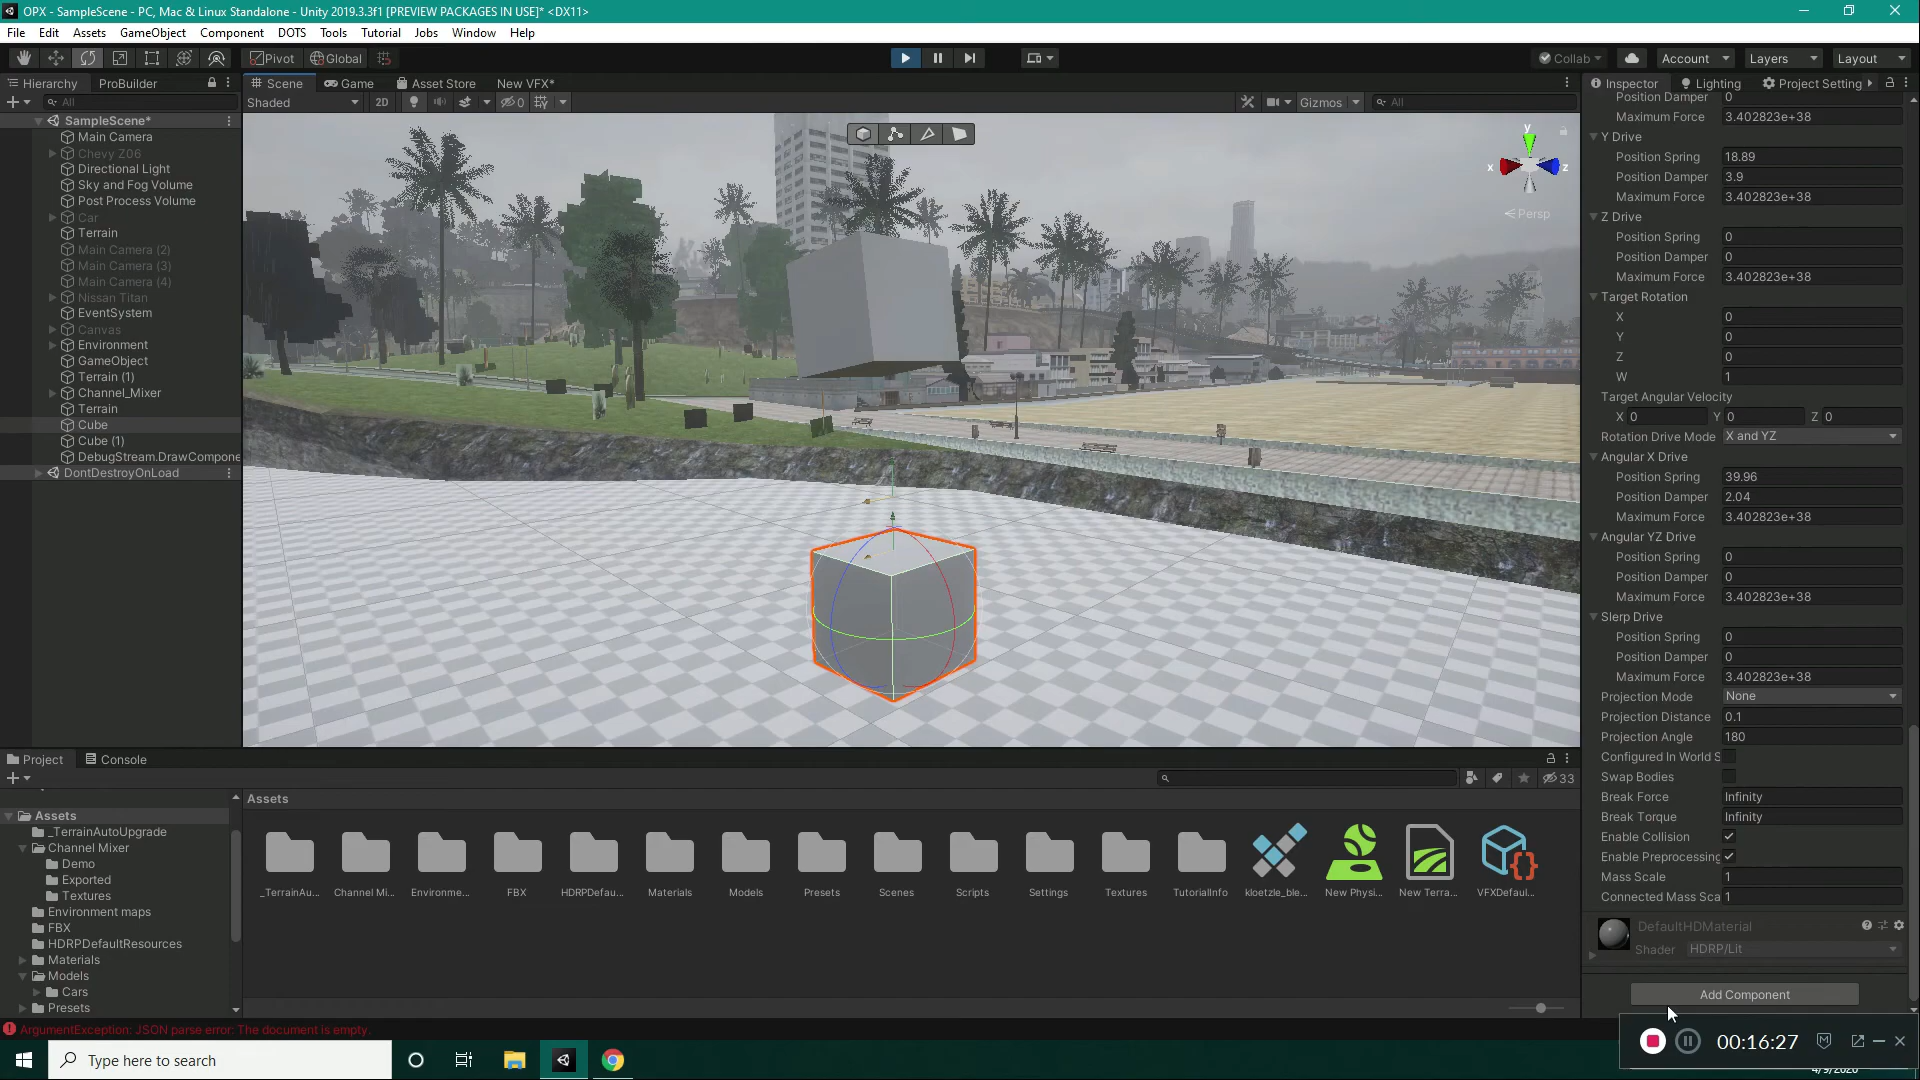 OPX - SampleScene - PC, Mac & Linux Standalone - Unity 2019.3.3f1 [PREVIEW PACKAGES IN USE]* <DX11>
File Edit Assets GameObject Component DOTS Tools Tutorial Jobs Window Help
Pivot Global Collab Account Layers Layout
Hierarchy ProBuilder
All
SampleScene*
Main Camera
Chevy Z06
Directional Light
Sky and Fog Volume
Post Process Volume
Car
Terrain
Main Camera (2)
Main Camera (3)
Main Camera (4)
Nissan Titan
EventSystem
Canvas
Environment
GameObject
Terrain (1)
Channel_Mixer
Terrain
Cube
Cube (1)
DebugStream.DrawCompone
DontDestroyOnLoad
Scene Game Asset Store New VFX*
Shaded 2D 0 Gizmos All
y
x z
Persp
Inspector Lighting Project Setting
Position Damper 0
Maximum Force 3.402823e+38
Y Drive
Position Spring 18.89
Position Damper 3.9
Maximum Force 3.402823e+38
Z Drive
Position Spring 0
Position Damper 0
Maximum Force 3.402823e+38
Target Rotation
X 0
Y 0
Z 0
W 1
Target Angular Velocity
X 0 Y 0 Z 0
Rotation Drive Mode X and YZ
Angular X Drive
Position Spring 39.96
Position Damper 2.04
Maximum Force 3.402823e+38
Angular YZ Drive
Position Spring 0
Position Damper 0
Maximum Force 3.402823e+38
Slerp Drive
Position Spring 0
Position Damper 0
Maximum Force 3.402823e+38
Projection Mode None
Projection Distance 0.1
Projection Angle 180
Configured In World S
Swap Bodies
Break Force Infinity
Break Torque Infinity
Enable Collision
Enable Preprocessing
Mass Scale 1
Connected Mass Sca 1
DefaultHDMaterial
Shader HDRP/Lit
Add Component
Project Console
33
Assets
_TerrainAutoUpgrade
Channel Mixer
Demo
Exported
Textures
Environment maps
FBX
HDRPDefaultResources
Materials
Models
Cars
Presets
Assets
_TerrainAu... Channel Mi... Environme... FBX HDRPDefau... Materials Models Presets Scenes Scripts Settings Textures TutorialInfo kloetzle_ble... New Physi... New Terra... VFXDefaul...
ArgumentException: JSON parse error: The document is empty.
Type here to search
00:16:27
4/9/2020